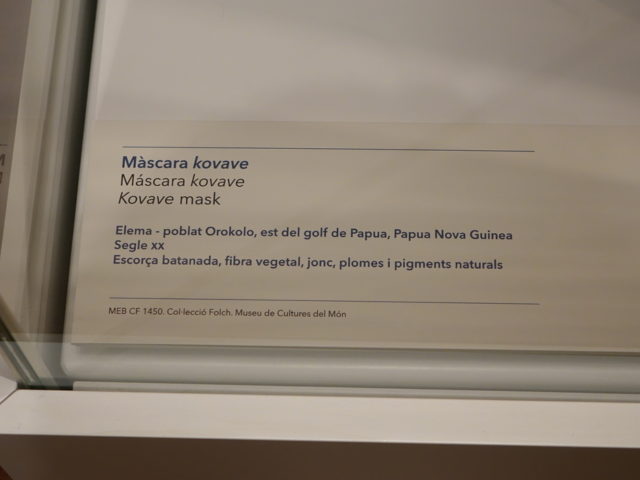 Màscara kovave
Máscara kovave
Kovave mask
Elema - poblat Orokolo, est del golf de Papua, Papua Nova Guinea
Segle xx
Escorça batanada, fibra vegetal, jonc, plomes i pigments naturals
MEB CF 1450. Col·lecció Folch. Museu de Cultures del Món